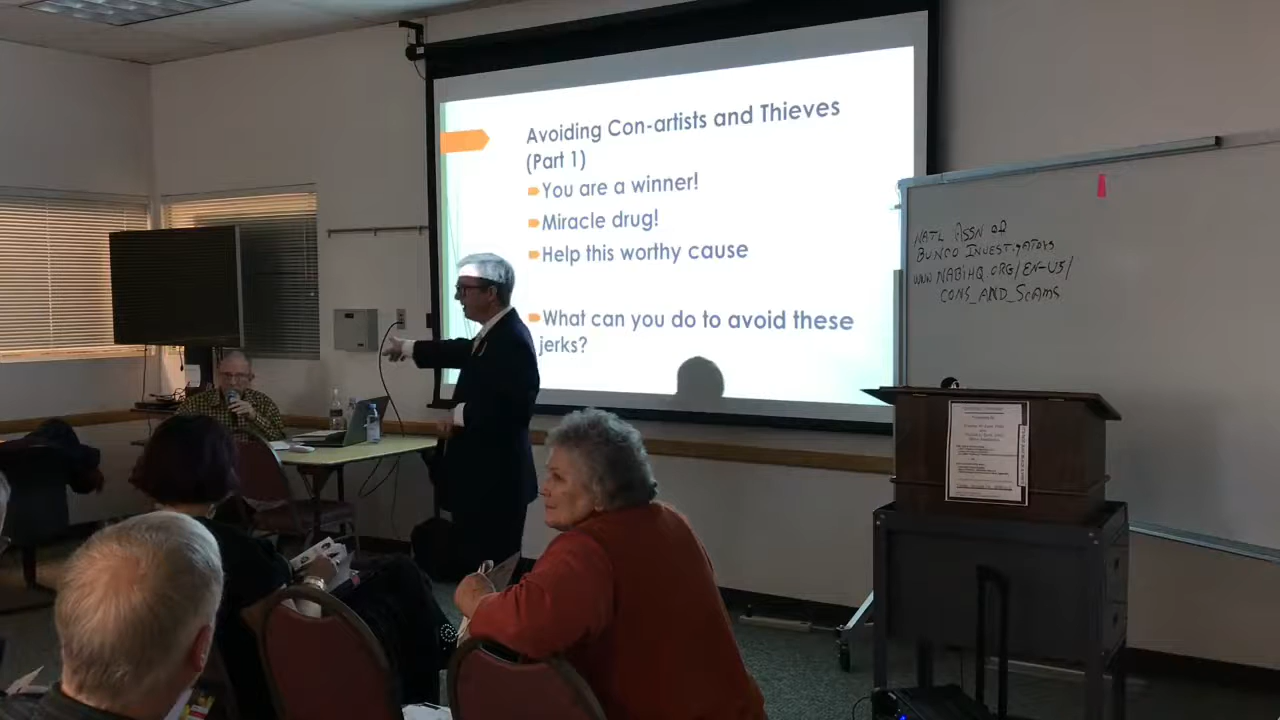 Avoiding Con-artists and Thieves
(Part 1)
You are a winner!
Miracle drug!
Help this worthy cause
What can you do to avoid these
jerks?
NATL ASSN OF
BUNCO INVESTIGATORS
WWW.NABIHQ.ORG/EN-US/
CONS_AND_SCAMS